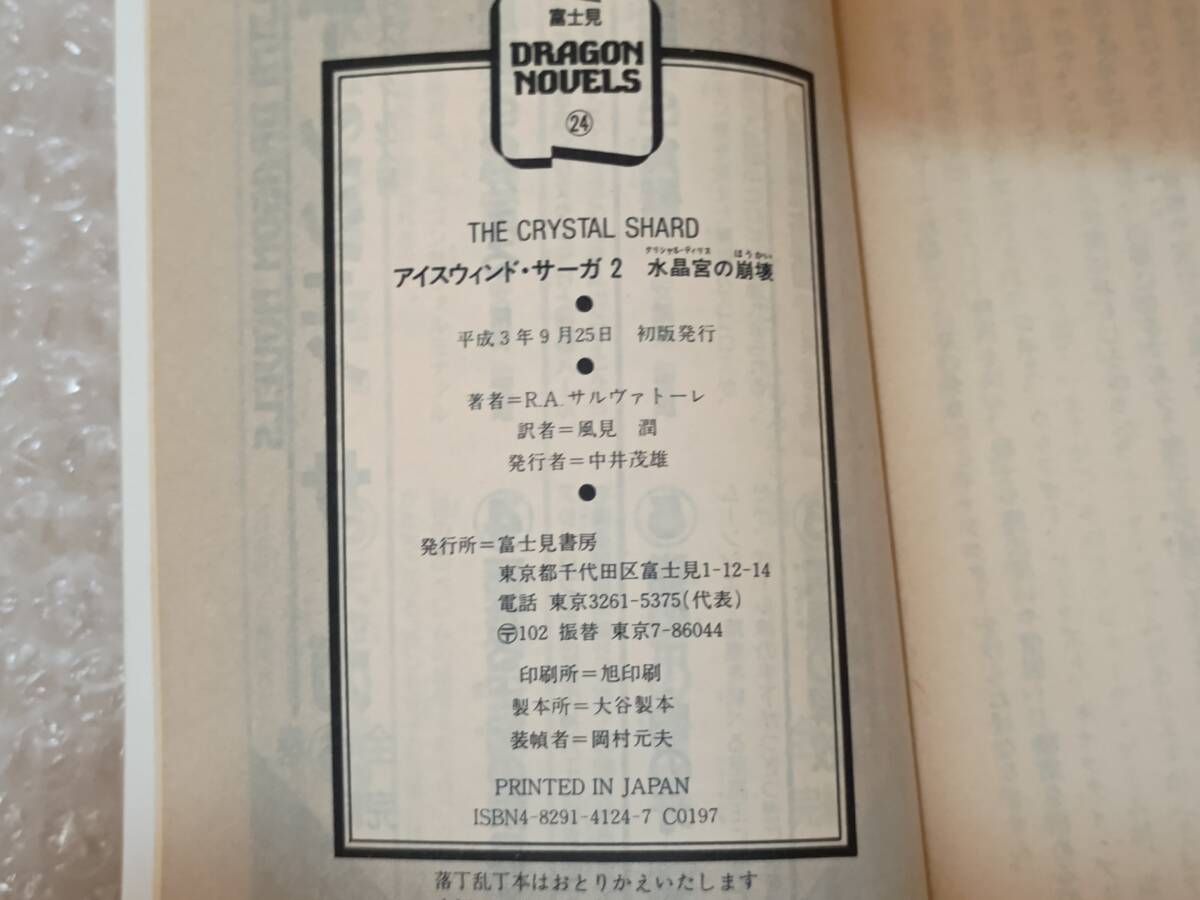 富士見
DRAGON
NOVELS
㉔
THE CRYSTAL SHARD
クリシャル・ティリス ほうかい
アイスウィンド・サーガ 2 水晶宮の崩壊
●
平成3年9月25日 初版発行
●
著者=R.A.サルヴァトーレ
訳者=風見 潤
発行者=中井茂雄
●
発行所=富士見書房
東京都千代田区富士見1-12-14
電話 東京3261-5375(代表)
〶102 振替 東京7-86044
印刷所=旭印刷
製本所=大谷製本
装幀者=岡村元夫
PRINTED IN JAPAN
ISBN4-8291-4124-7 C0197
落丁乱丁本はおとりかえいたします